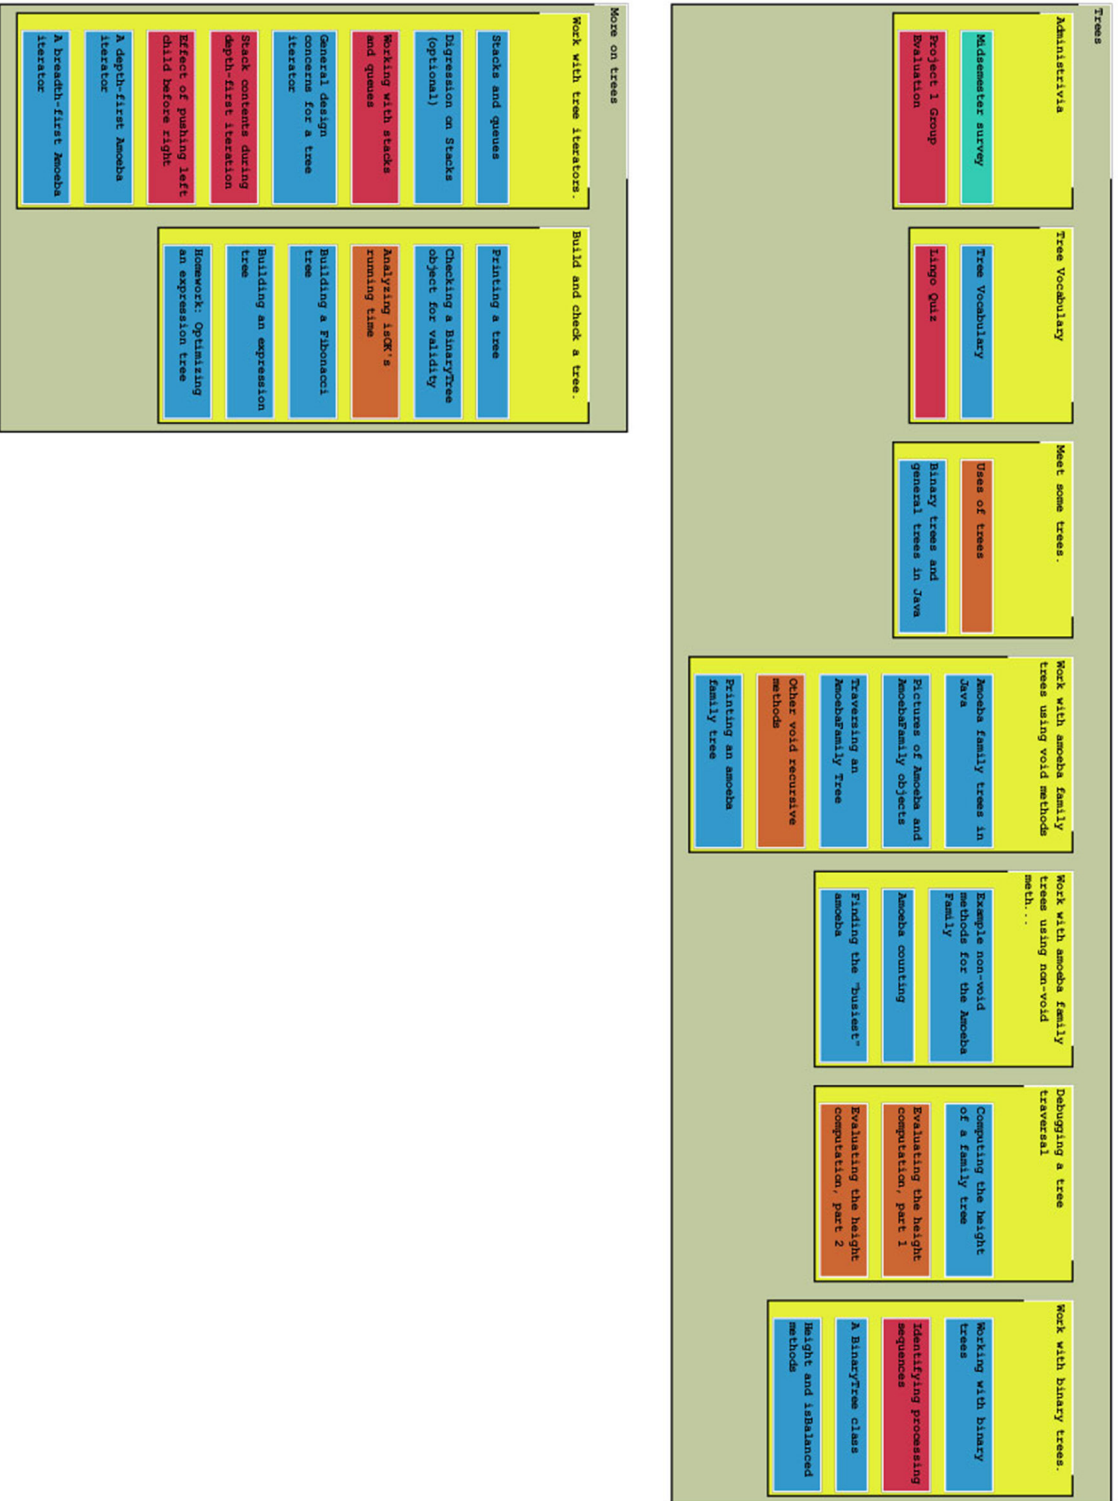 Trees
Administrivia
Midsemester survey
Project 1 Group
Evaluation
Tree Vocabulary
Tree Vocabulary
Lingo Quiz
Meet some trees.
Uses of trees
Binary trees and
general trees in Java
Work with amoeba family
trees using void methods
Amoeba family trees in
Java
Pictures of Amoeba and
AmoebaFamily objects
Traversing an
AmoebaFamily Tree
Other void recursive
methods
Printing an amoeba
family tree
Work with amoeba family
trees using non-void
meth...
Example non-void
methods for the Amoeba
Family
Amoeba counting
Finding the "busiest"
amoeba
Debugging a tree
traversal
Computing the height
of a family tree
Evaluating the height
computation, part 1
Evaluating the height
computation, part 2
Work with binary trees.
Working with binary
trees
Identifying processing
sequences
A BinaryTree class
Height and isBalanced
methods
More on trees
Work with tree iterators.
Stacks and queues
Digression on Stacks
(optional)
Working with stacks
and queues
General design
concerns for a tree
iterator
Stack contents during
depth-first iteration
Effect of pushing left
child before right
A depth-first Amoeba
iterator
A breadth-first Amoeba
iterator
Build and check a tree.
Printing a tree
Checking a BinaryTree
object for validity
Analyzing isOK's
running time
Building a Fibonacci
tree
Building an expression
tree
Homework: Optimizing
an expression tree